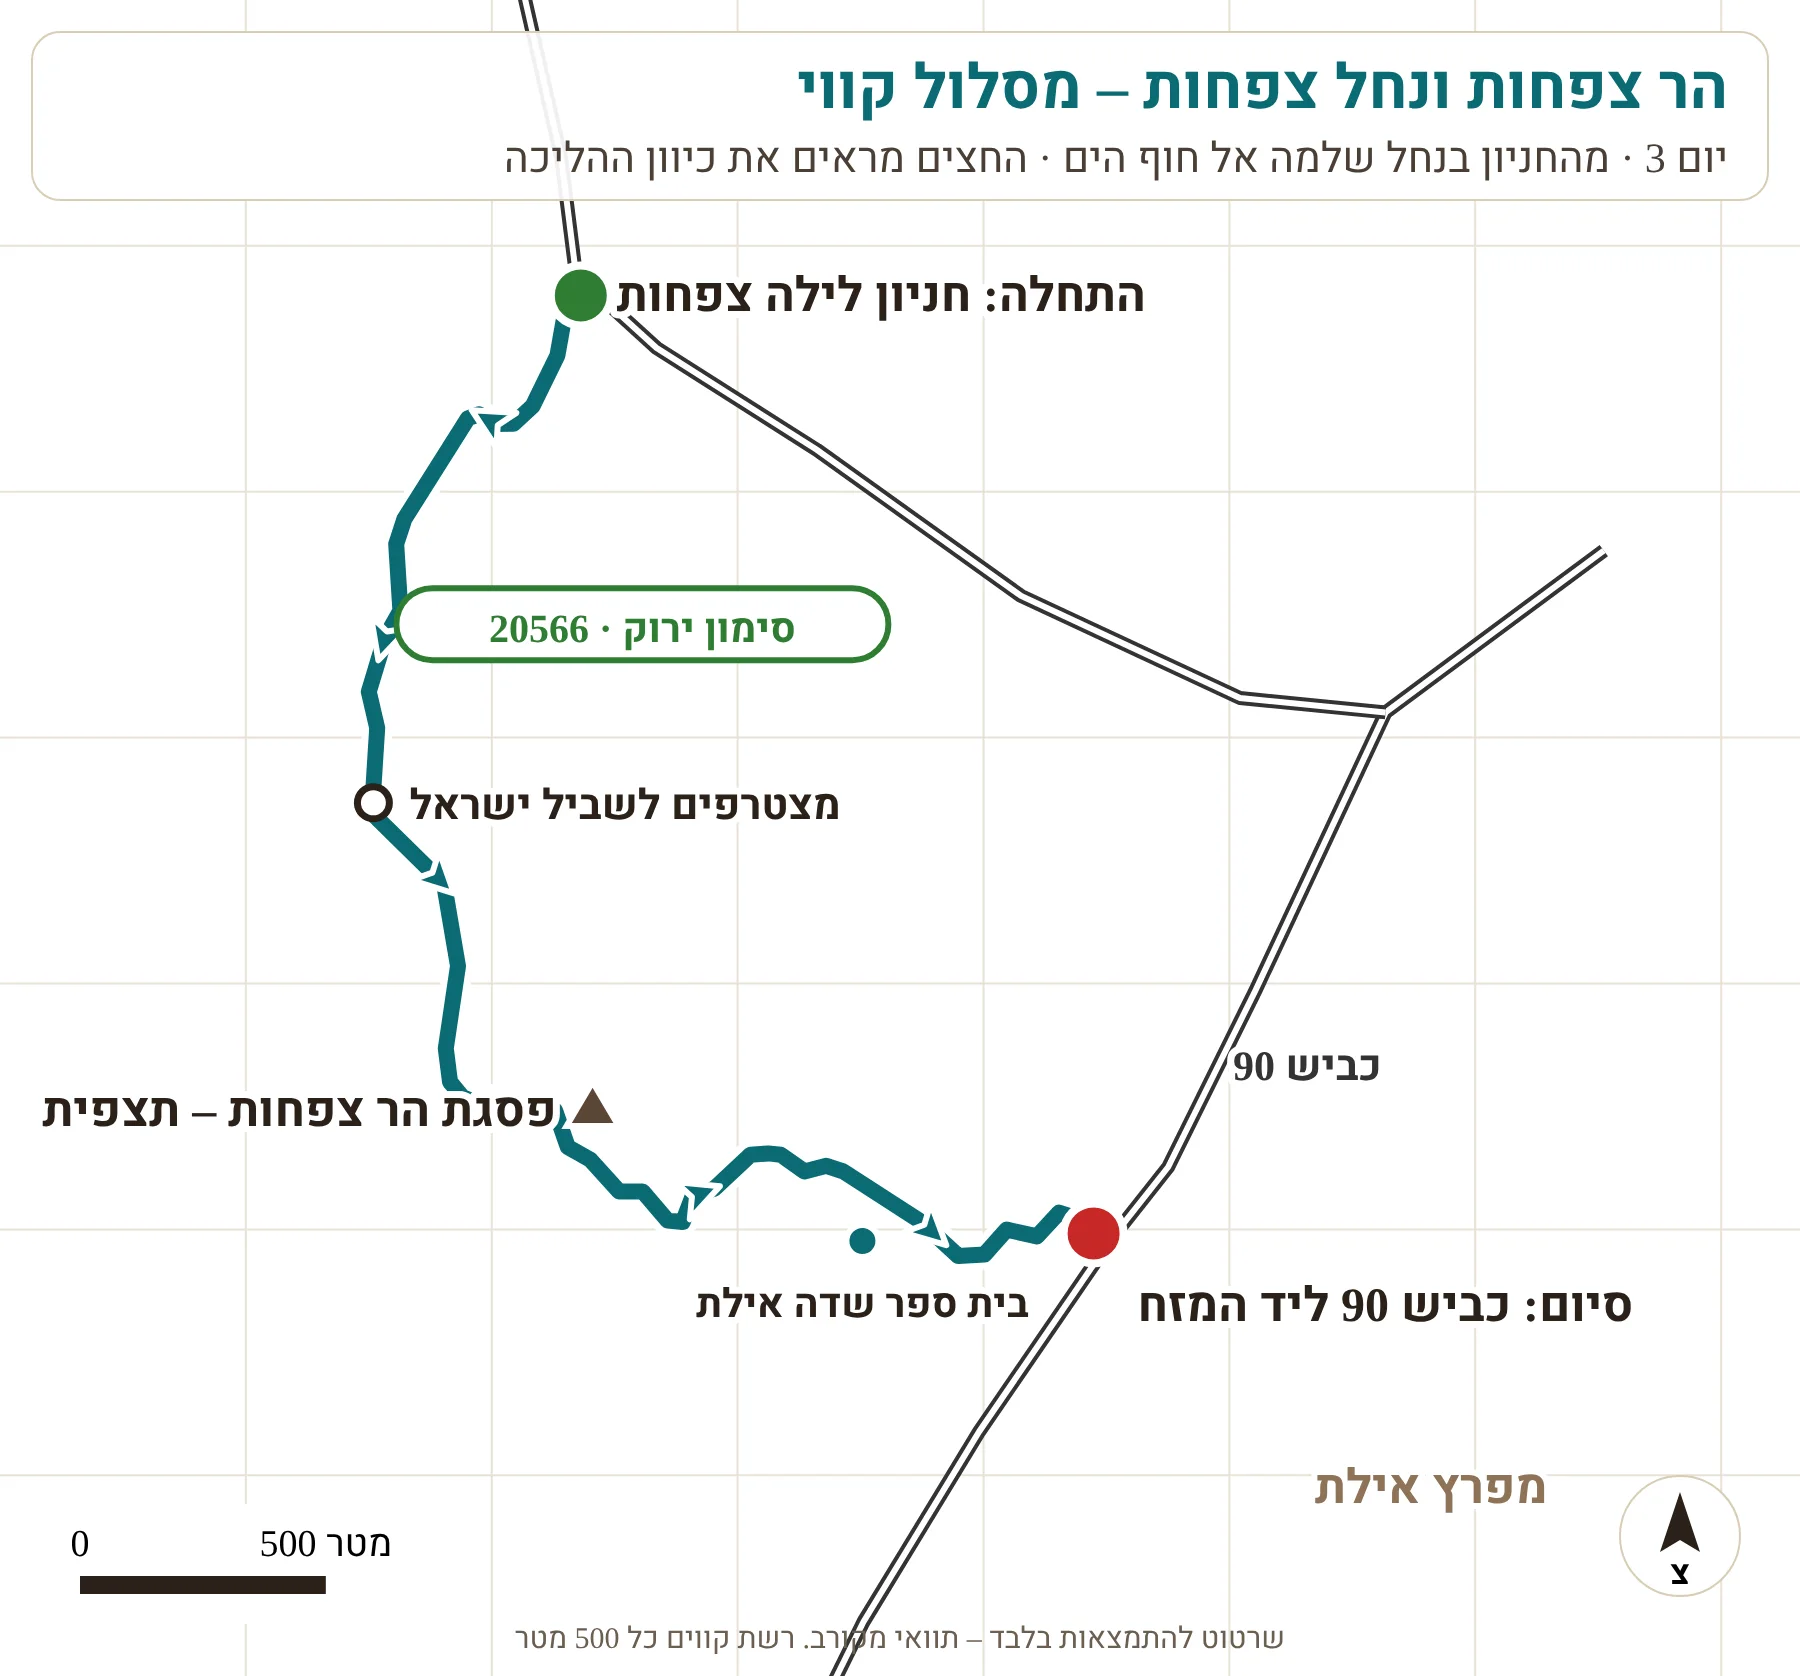 הר צפחות ונחל צפחות – מסלול קווי
יום 3 · מהחניון בנחל שלמה אל חוף הים · החצים מראים את כיוון ההליכה
התחלה: חניון לילה צפחות
סימון ירוק · 20566
מצטרפים לשביל ישראל
כביש 90
פסגת הר צפחות – תצפית
בית ספר שדה אילת
סיום: כביש 90 ליד המזח
מפרץ אילת
צ
0
500 מטר
שרטוט להתמצאות בלבד – תוואי מקורב. רשת קווים כל 500 מטר